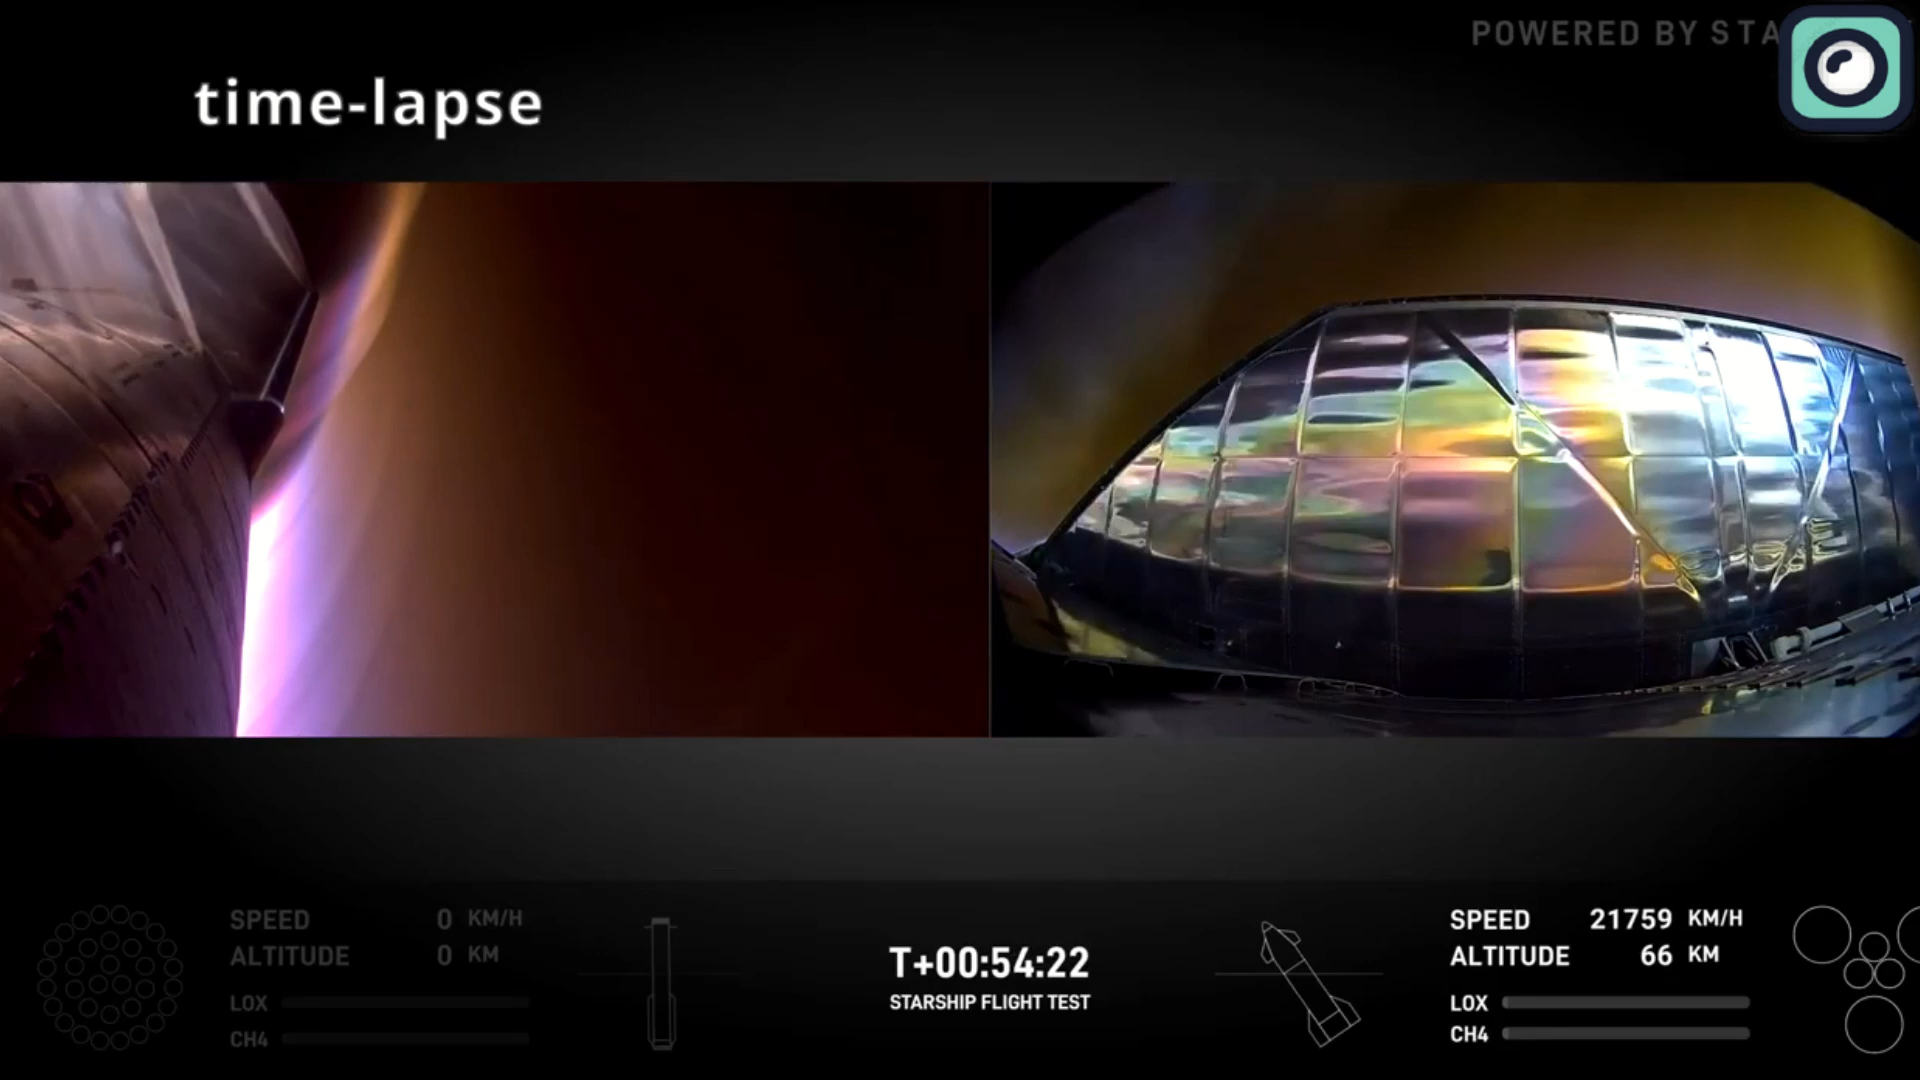 POWERED BY STA
time-lapse
SPEED 0 KM/H
ALTITUDE 0 KM
LOX
CH4
T+00:54:22
STARSHIP FLIGHT TEST
SPEED 21759 KM/H
ALTITUDE 66 KM
LOX
CH4